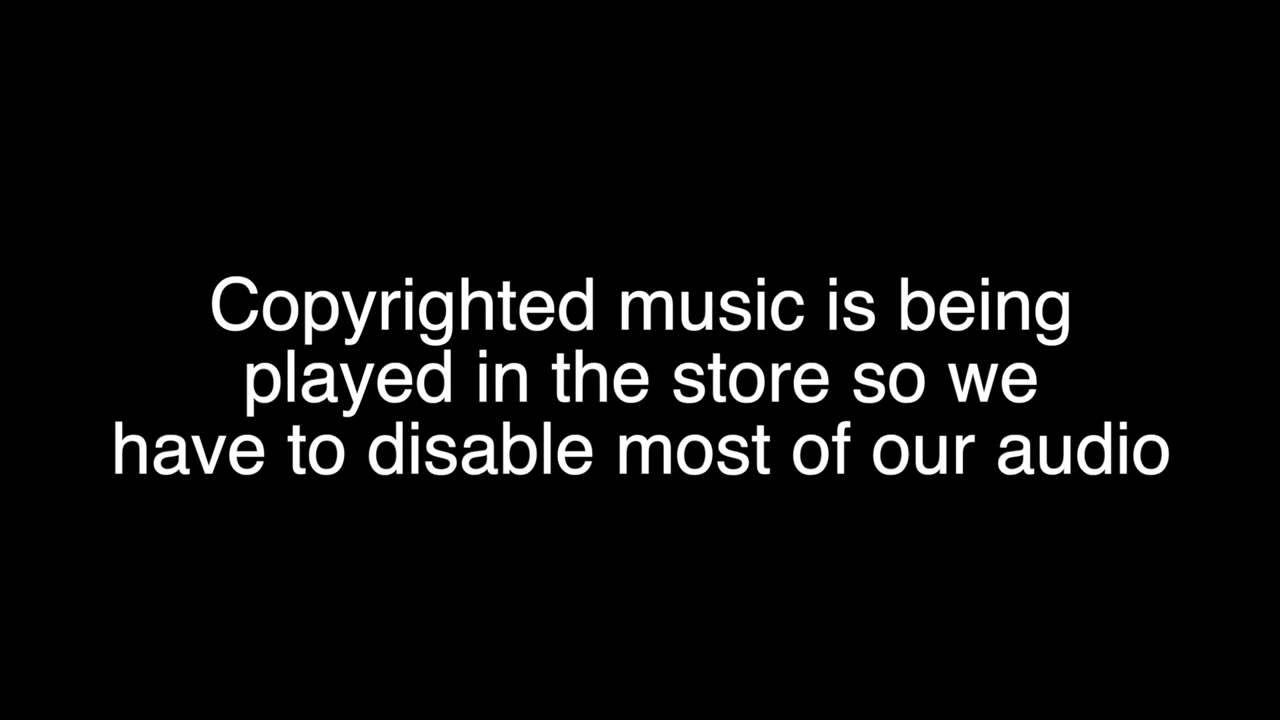 Copyrighted music is being
played in the store so we
have to disable most of our audio